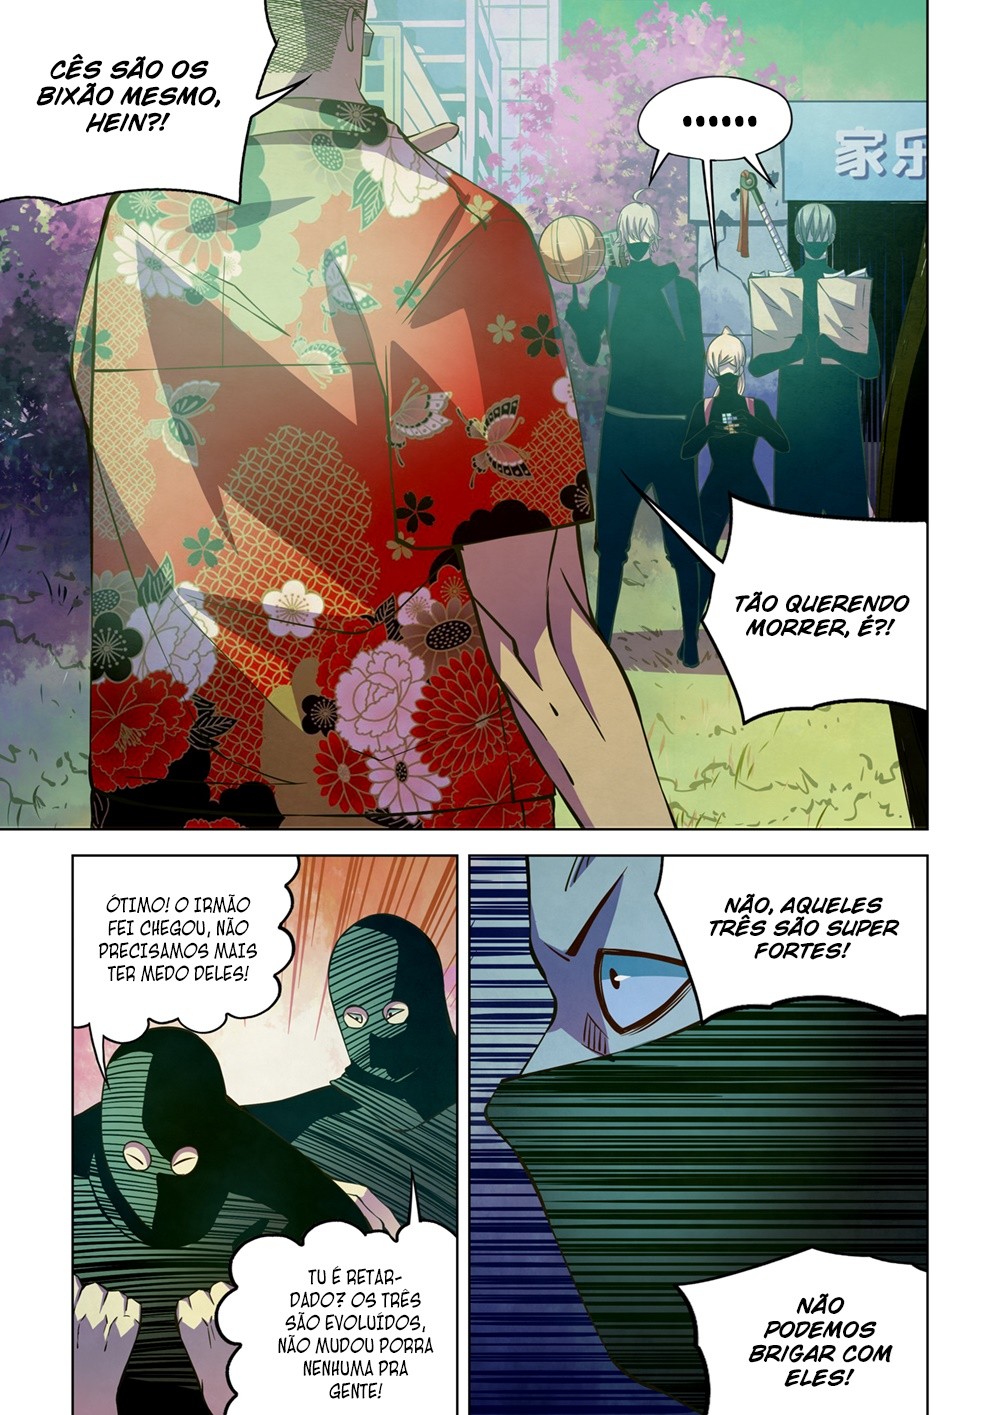 CÊS SÃO OS
BIXÃO MESMO,
HEIN?!
••••••
家乐
TÃO QUERENDO
MORRER, É?!
ÓTIMO! O IRMÃO
FEI CHEGOU, NÃO
PRECISAMOS MAIS
TER MEDO DELES!
TU É RETAR-
DADO? OS TRÊS
SÃO EVOLUÍDOS,
NÃO MUDOU PORRA
NENHUMA PRA
GENTE!
NÃO, AQUELES
TRÊS SÃO SUPER
FORTES!
NÃO
PODEMOS
BRIGAR COM
ELES!